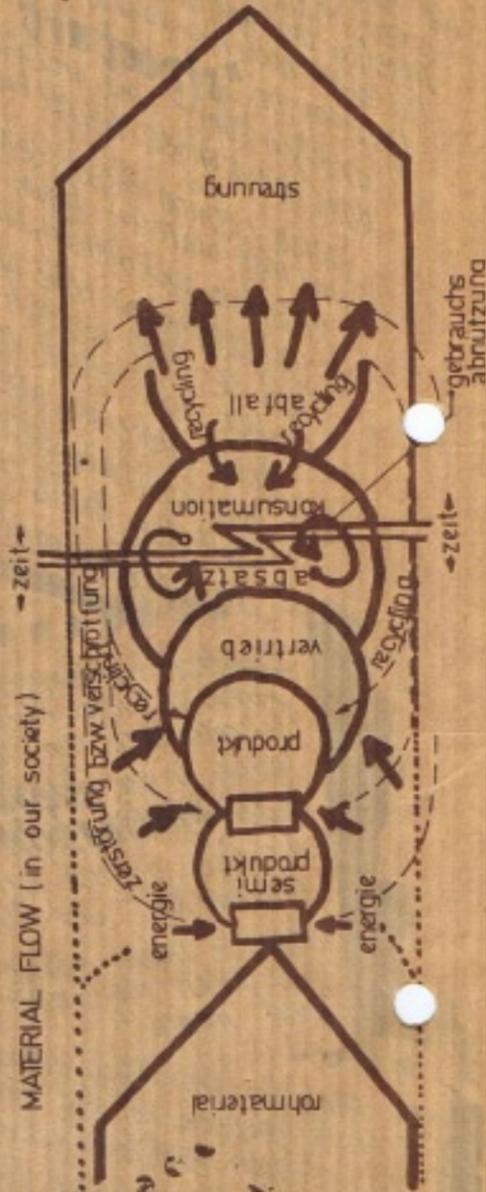 MATERIAL FLOW (in our society)
streuung
recycling
abfall
recycling
gebrauchs
abnutzung
konsumation
←zeit→
absatz
←zeit→
zerstörung bzw verschrottung
recycling
recycling
vertrieb
produkt
semi
produkt
energie
energie
rohmaterial